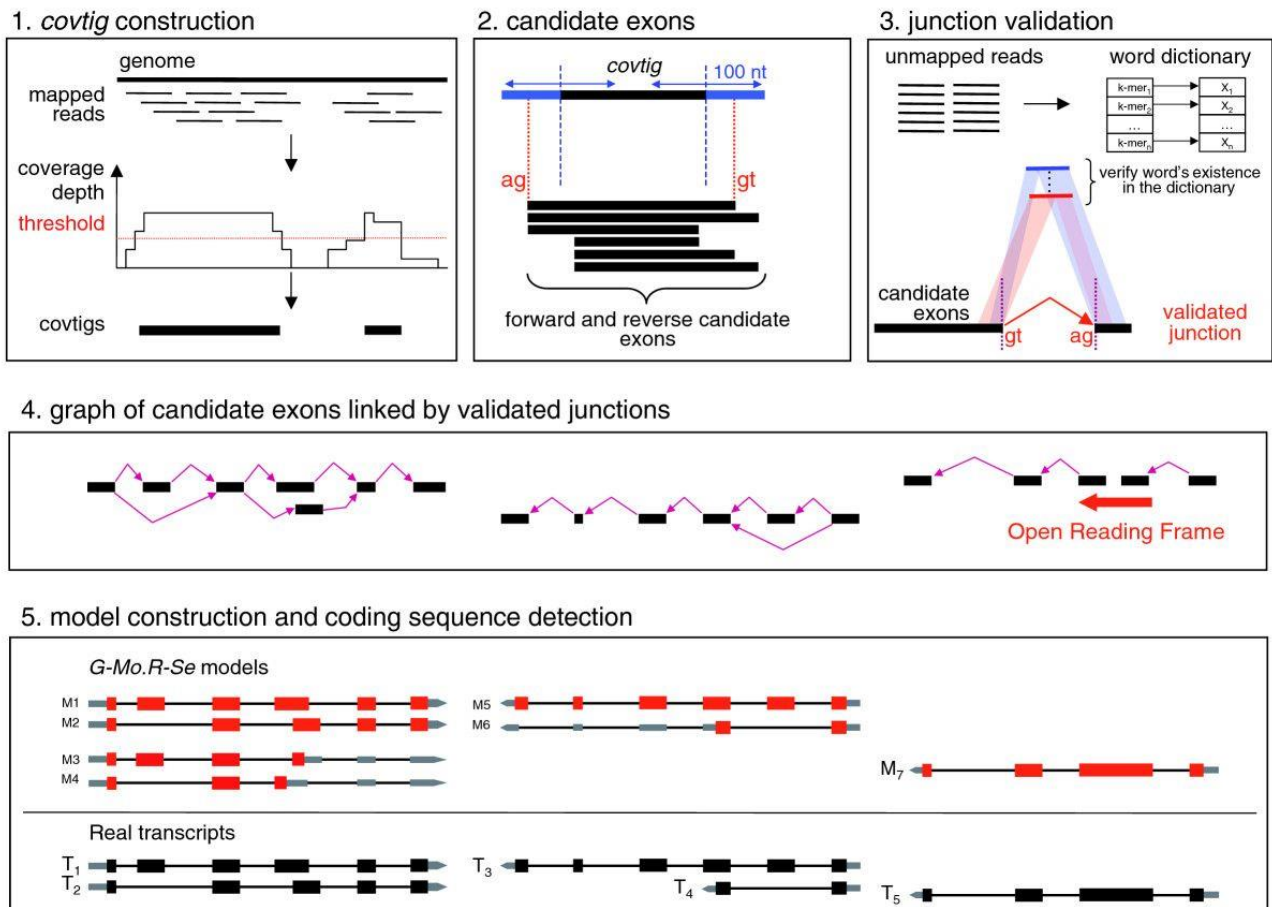 1. covtig construction
genome
mapped
reads
coverage
depth
threshold
covtigs
2. candidate exons
covtig
100 nt
ag
gt
forward and reverse candidate
exons
3. junction validation
unmapped reads
word dictionary
k-mer1
X1
k-mer2
X2
...
...
k-mern
Xn
verify word's existence
in the dictionary
candidate
exons
gt
ag
validated
junction
4. graph of candidate exons linked by validated junctions
Open Reading Frame
5. model construction and coding sequence detection
G-Mo.R-Se models
M1
M2
M3
M4
M5
M6
M7
Real transcripts
T1
T2
T3
T4
T5